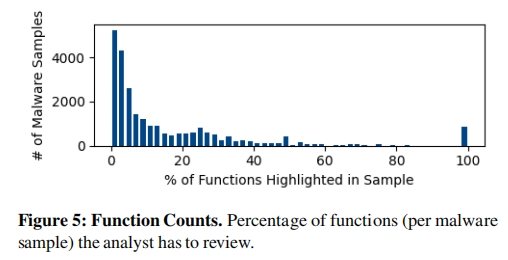 # of Malware Samples
4000
2000
0
0 20 40 60 80 100
% of Functions Highlighted in Sample
Figure 5: Function Counts. Percentage of functions (per malware
sample) the analyst has to review.